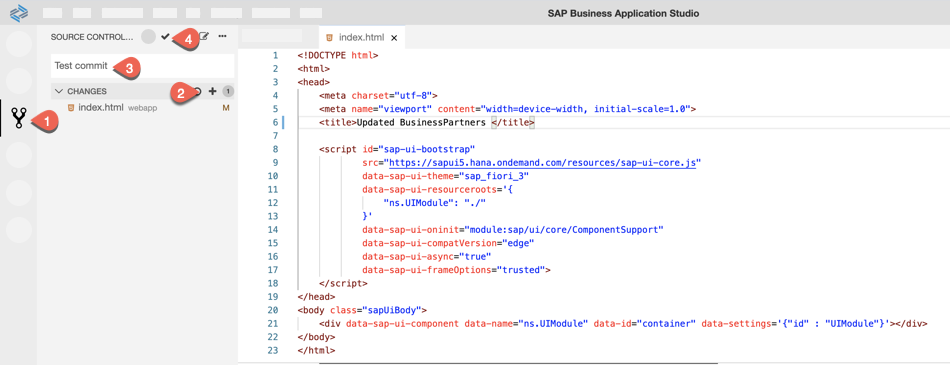 SAP Business Application Studio
SOURCE CONTROL... 4 •••
Test commit 3
CHANGES 2 1
index.html webapp M
1
index.html
1 <!DOCTYPE html>
2 <html>
3 <head>
4 <meta charset="utf-8">
5 <meta name="viewport" content="width=device-width, initial-scale=1.0">
6 <title>Updated BusinessPartners </title>
7
8 <script id="sap-ui-bootstrap"
9 src="https://sapui5.hana.ondemand.com/resources/sap-ui-core.js"
10 data-sap-ui-theme="sap_fiori_3"
11 data-sap-ui-resourceroots='{
12 "ns.UIModule": "./"
13 }'
14 data-sap-ui-oninit="module:sap/ui/core/ComponentSupport"
15 data-sap-ui-compatVersion="edge"
16 data-sap-ui-async="true"
17 data-sap-ui-frameOptions="trusted">
18 </script>
19 </head>
20 <body class="sapUiBody">
21 <div data-sap-ui-component data-name="ns.UIModule" data-id="container" data-settings='{"id" : "UIModule"}'></div>
22 </body>
23 </html>